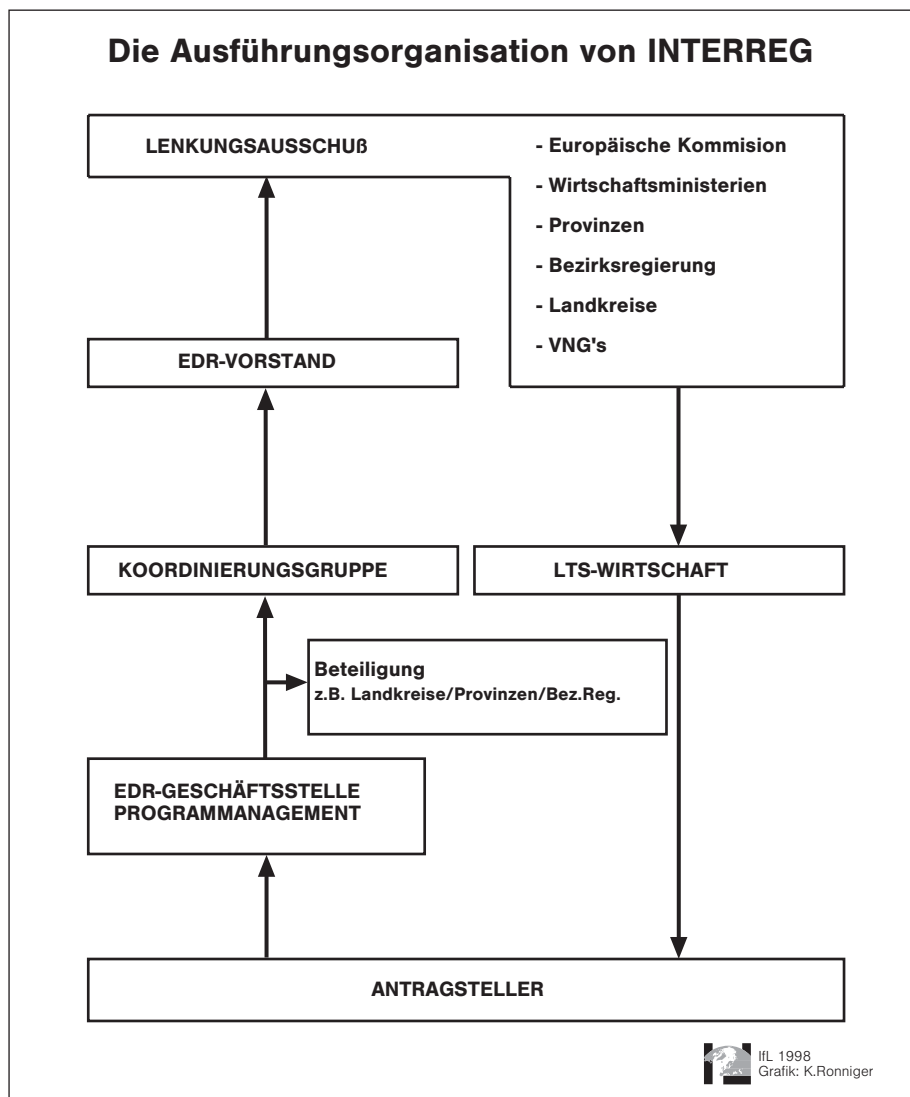 Die Ausführungsorganisation von INTERREG
LENKUNGSAUSSCHUß
- Europäische Kommision
- Wirtschaftsministerien
- Provinzen
- Bezirksregierung
- Landkreise
- VNG's
EDR-VORSTAND
KOORDINIERUNGSGRUPPE
LTS-WIRTSCHAFT
Beteiligung
z.B. Landkreise/Provinzen/Bez.Reg.
EDR-GESCHÄFTSSTELLE
PROGRAMMANAGEMENT
ANTRAGSTELLER
IfL 1998
Grafik: K.Ronniger